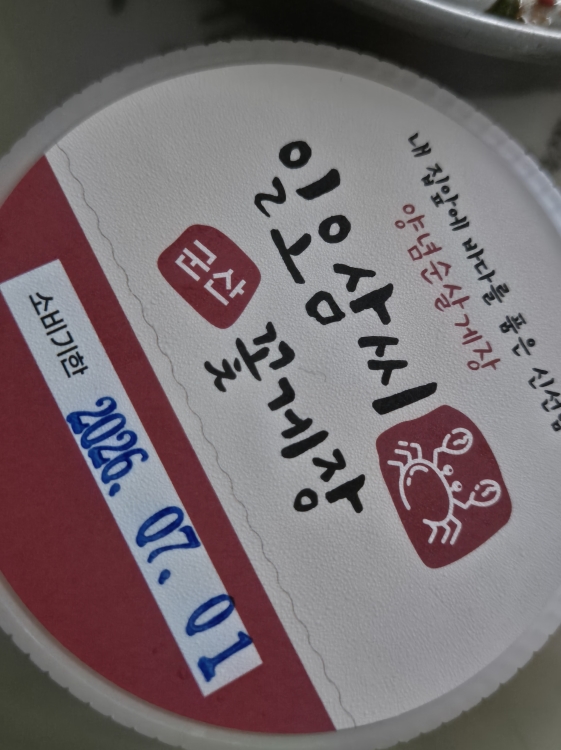 내 집앞에 바다를 품은 신선함
양념순살게장
일오삼씨
군산
꽃게장
소비기한
2026. 07. 01